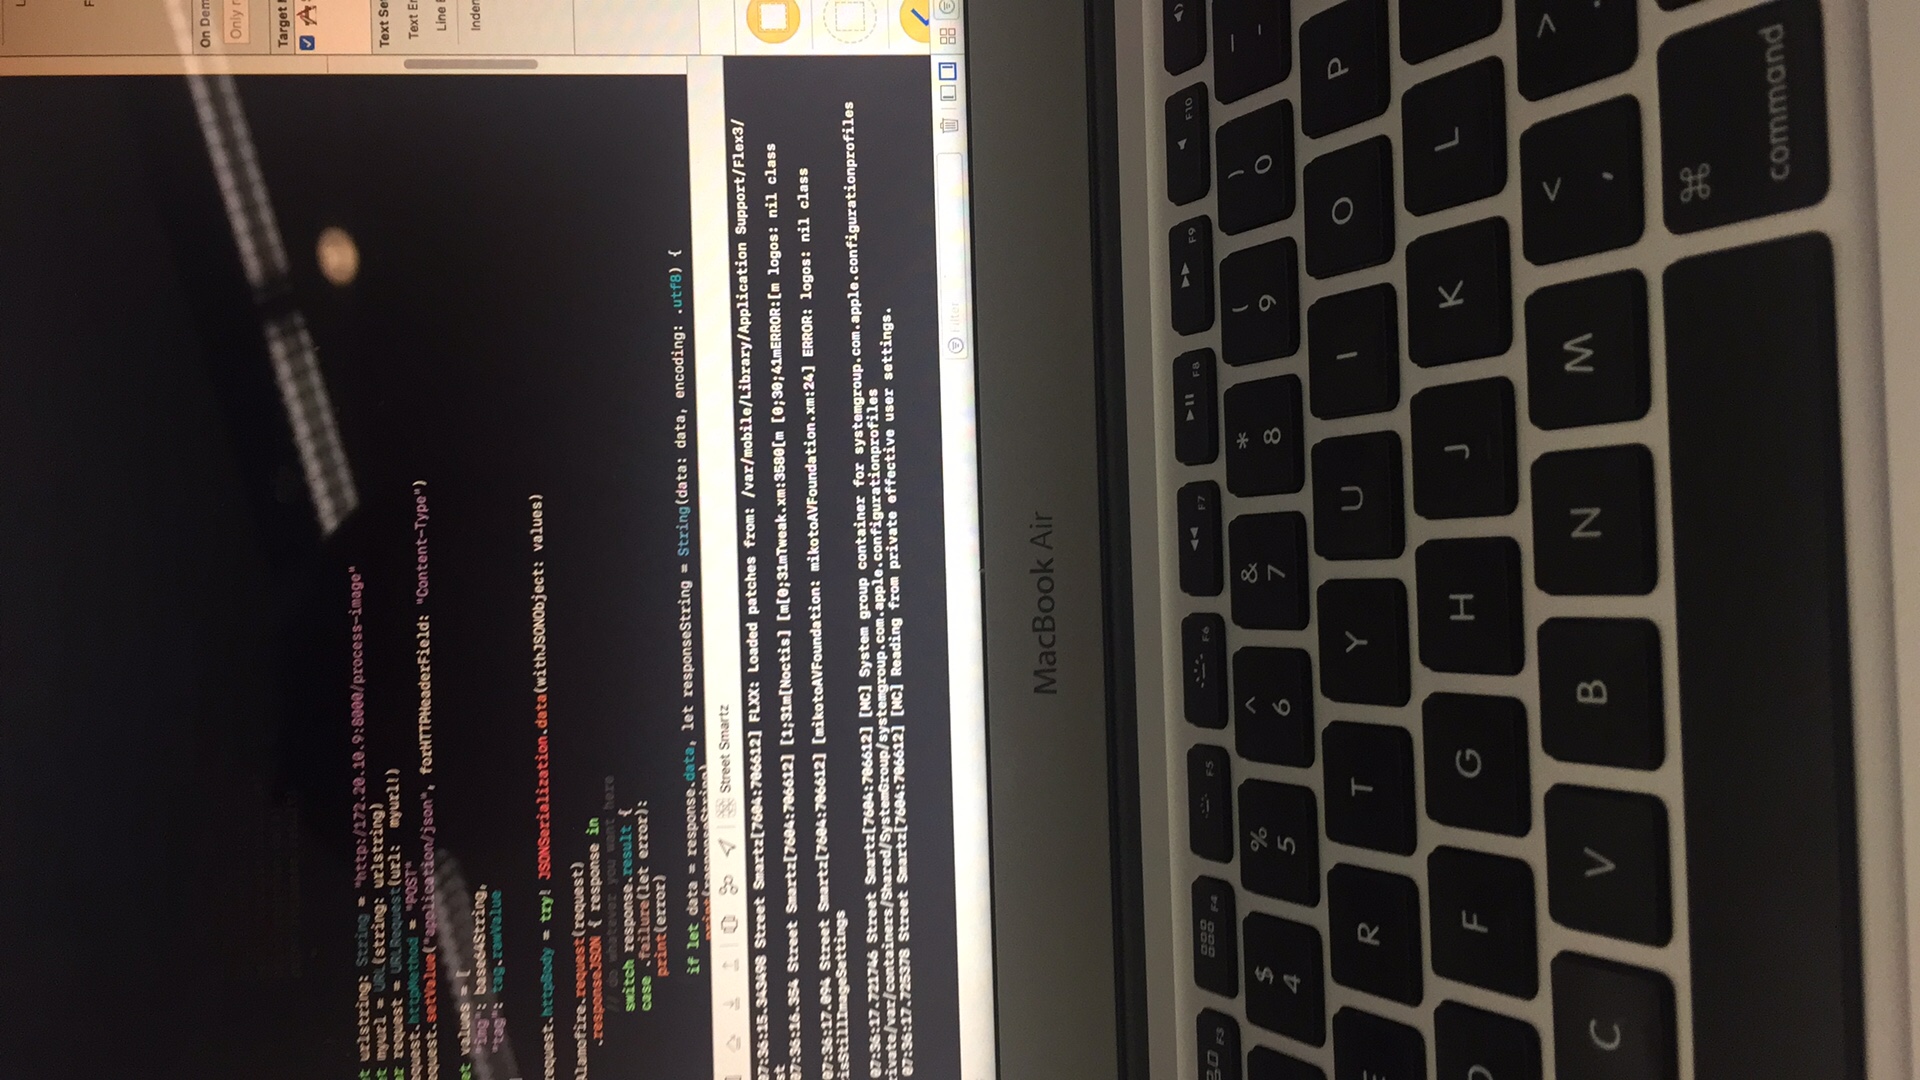 On Dem
Only r
Target
Text Se
Text Er
Line
Inden
t urlstring: String = "http:/172.20.10.9:8000/process-image"
t myurl = URL(string: urlstring)
r request = URLRequest(url: myurl!)
equest.httpMethod = "POST"
equest.setValue("application/json", forHTTPHeaderField: "Content-Type")
et values = [
"img": base64String,
"tag": tag.rawValue
]
request.httpBody = try! JSONSerialization.data(withJSONObject: values)
Alamofire.request(request)
.responseJSON { response in
// do whatever you want here
switch response.result {
case .failure(let error):
print(error)
if let data = response.data, let responseString = String(data: data, encoding: .utf8) {
print(responseString)
Street Smartz
07:36:15.343498 Street Smartz[7604:706612] FLXX: Loaded patches from: /var/mobile/Library/Application Support/Flex3/
st
07:36:16.354 Street Smartz[7604:706612] [1;31m[Noctis] [m[0;31mTweak.xm:3580[m [0;30;41mERROR:[m logos: nil class
07:36:17.094 Street Smartz[7604:706612] [mikotoAVFoundation: mikotoAVFoundation.xm:24] ERROR: logos: nil class
isStillImageSettings
07:36:17.721746 Street Smartz[7604:706612] [MC] System group container for systemgroup.com.apple.configurationprofiles
rivate/var/containers/Shared/SystemGroup/systemgroup.com.apple.configurationprofiles
07:36:17.725378 Street Smartz[7604:706612] [MC] Reading from private effective user settings.
Filter
MacBook Air
F3 F4 F5 F6 F7 F8 F9 F10
$ % ^ & * ( ) —
4 5 6 7 8 9 0 -
E R T Y U I O P
D F G H J K L
C V B N M < >
, .
⌘
command